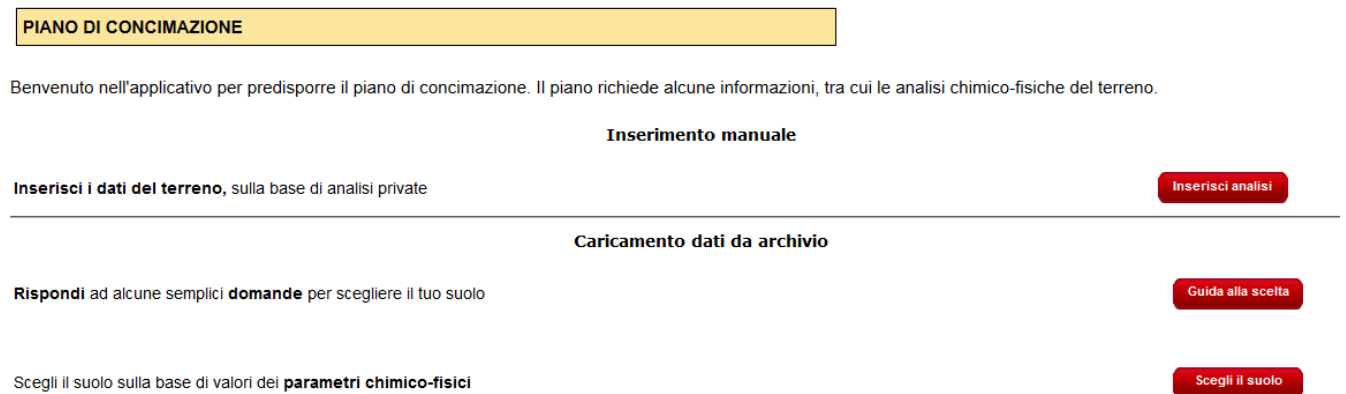 PIANO DI CONCIMAZIONE
Benvenuto nell'applicativo per predisporre il piano di concimazione. Il piano richiede alcune informazioni, tra cui le analisi chimico-fisiche del terreno.
Inserimento manuale
Inserisci i dati del terreno, sulla base di analisi private
Inserisci analisi
Caricamento dati da archivio
Rispondi ad alcune semplici domande per scegliere il tuo suolo
Guida alla scelta
Scegli il suolo sulla base di valori dei parametri chimico-fisici
Scegli il suolo